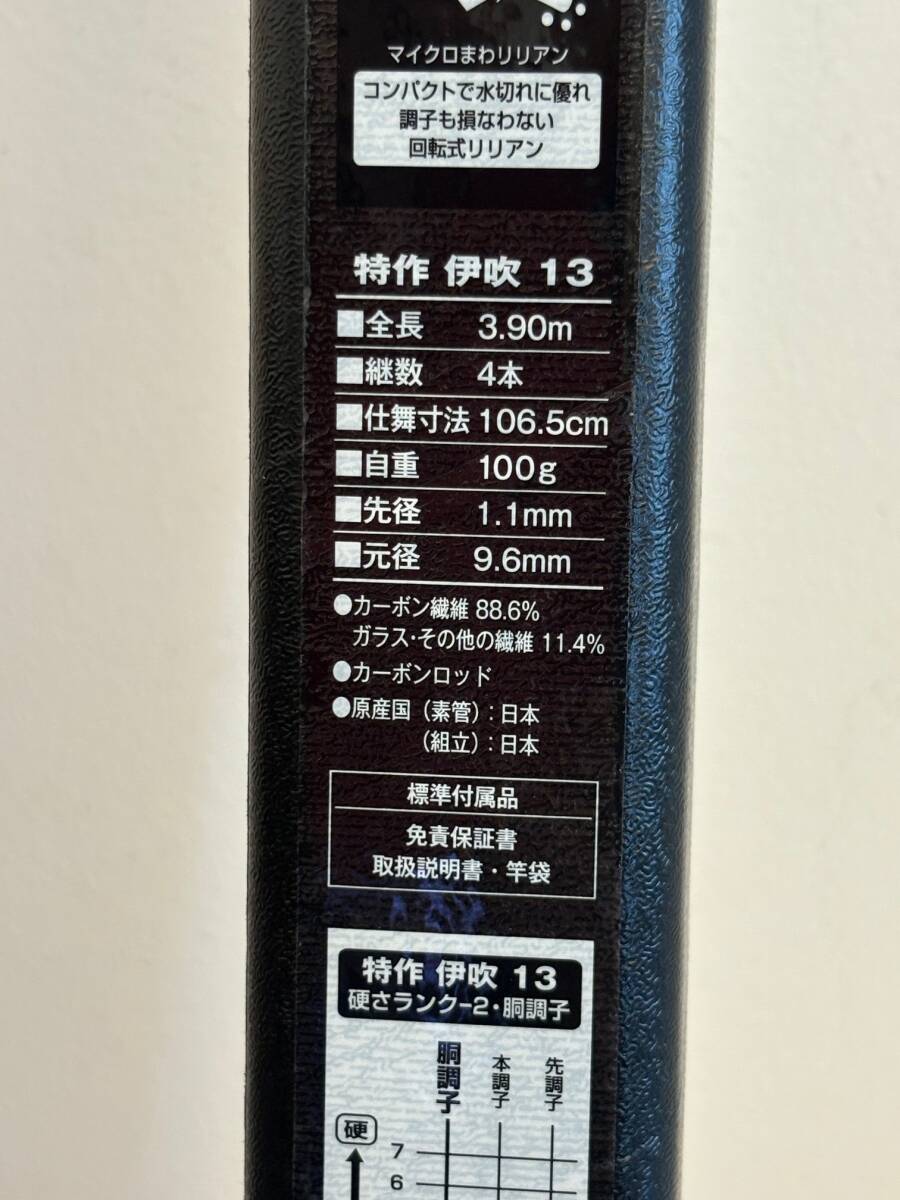 マイクロまわリリアン
コンパクトで水切れに優れ
調子も損なわない
回転式リリアン
特作 伊吹 13
■全長 3.90m
■継数 4本
■仕舞寸法 106.5cm
■自重 100g
■先径 1.1mm
■元径 9.6mm
●カーボン繊維 88.6%
ガラス・その他の繊維 11.4%
●カーボンロッド
●原産国（素管）：日本
（組立）：日本
標準付属品
免責保証書
取扱説明書・竿袋
特作 伊吹 13
硬さランク-2・胴調子
胴調子 本調子 先調子
硬
7
6